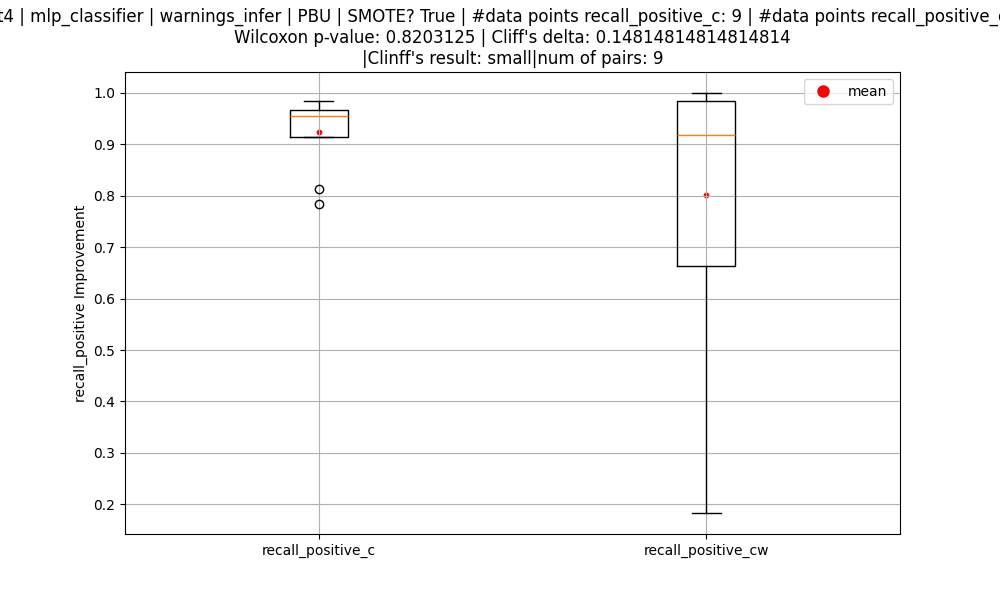 | mlp_classifier | warnings_infer | PBU | SMOTE? True | #data points recall_positive_c: 9 | #data points
Wilcoxon p-value: 0.8203125 | Cliff's delta: 0.14814814814814814
|Clinff's result: small|num of pairs: 9
mean
1.0
0.9
0.8
0.7
0.6
0.5
0.4
0.3
0.2
recall_positive Improvement
recall_positive_c
recall_positive_cw